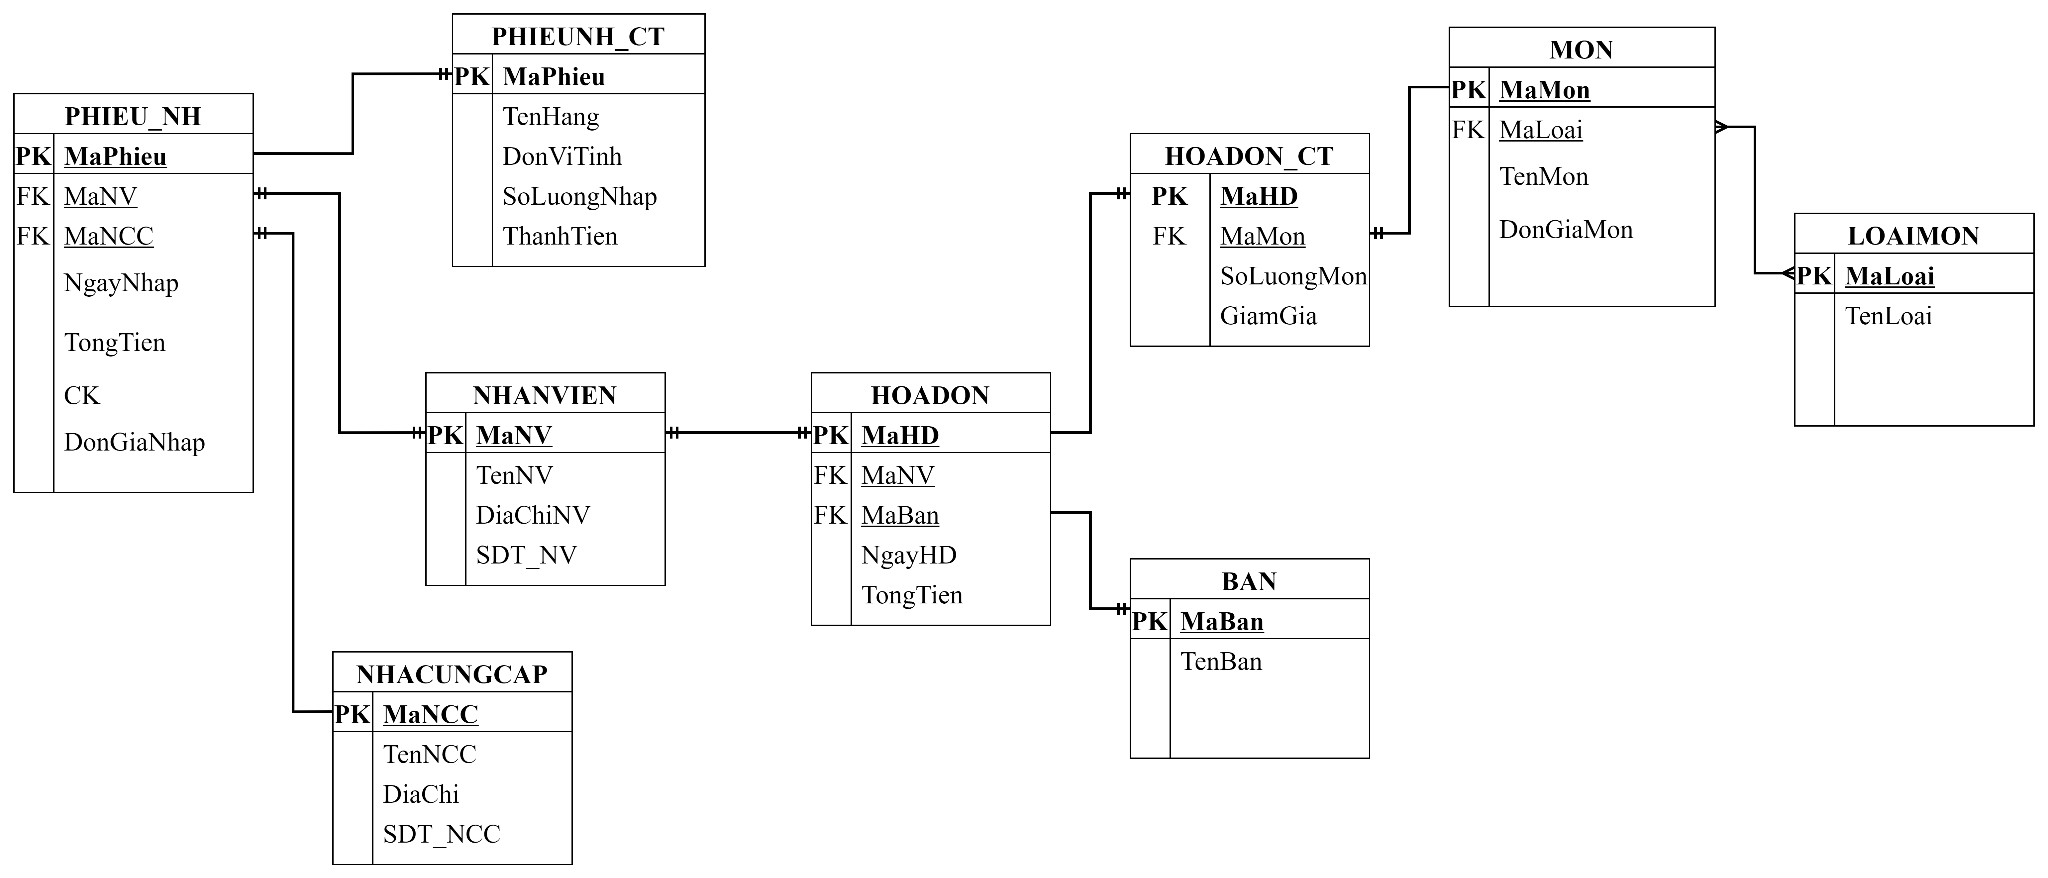 PHIEU_NH
PK MaPhieu
FK MaNV
FK MaNCC
NgayNhap
TongTien
CK
DonGiaNhap
PHIEUNH_CT
PK MaPhieu
TenHang
DonViTinh
SoLuongNhap
ThanhTien
NHANVIEN
PK MaNV
TenNV
DiaChiNV
SDT_NV
NHACUNGCAP
PK MaNCC
TenNCC
DiaChi
SDT_NCC
HOADON
PK MaHD
FK MaNV
FK MaBan
NgayHD
TongTien
HOADON_CT
PK MaHD
FK MaMon
SoLuongMon
GiamGia
BAN
PK MaBan
TenBan
MON
PK MaMon
FK MaLoai
TenMon
DonGiaMon
LOAIMON
PK MaLoai
TenLoai